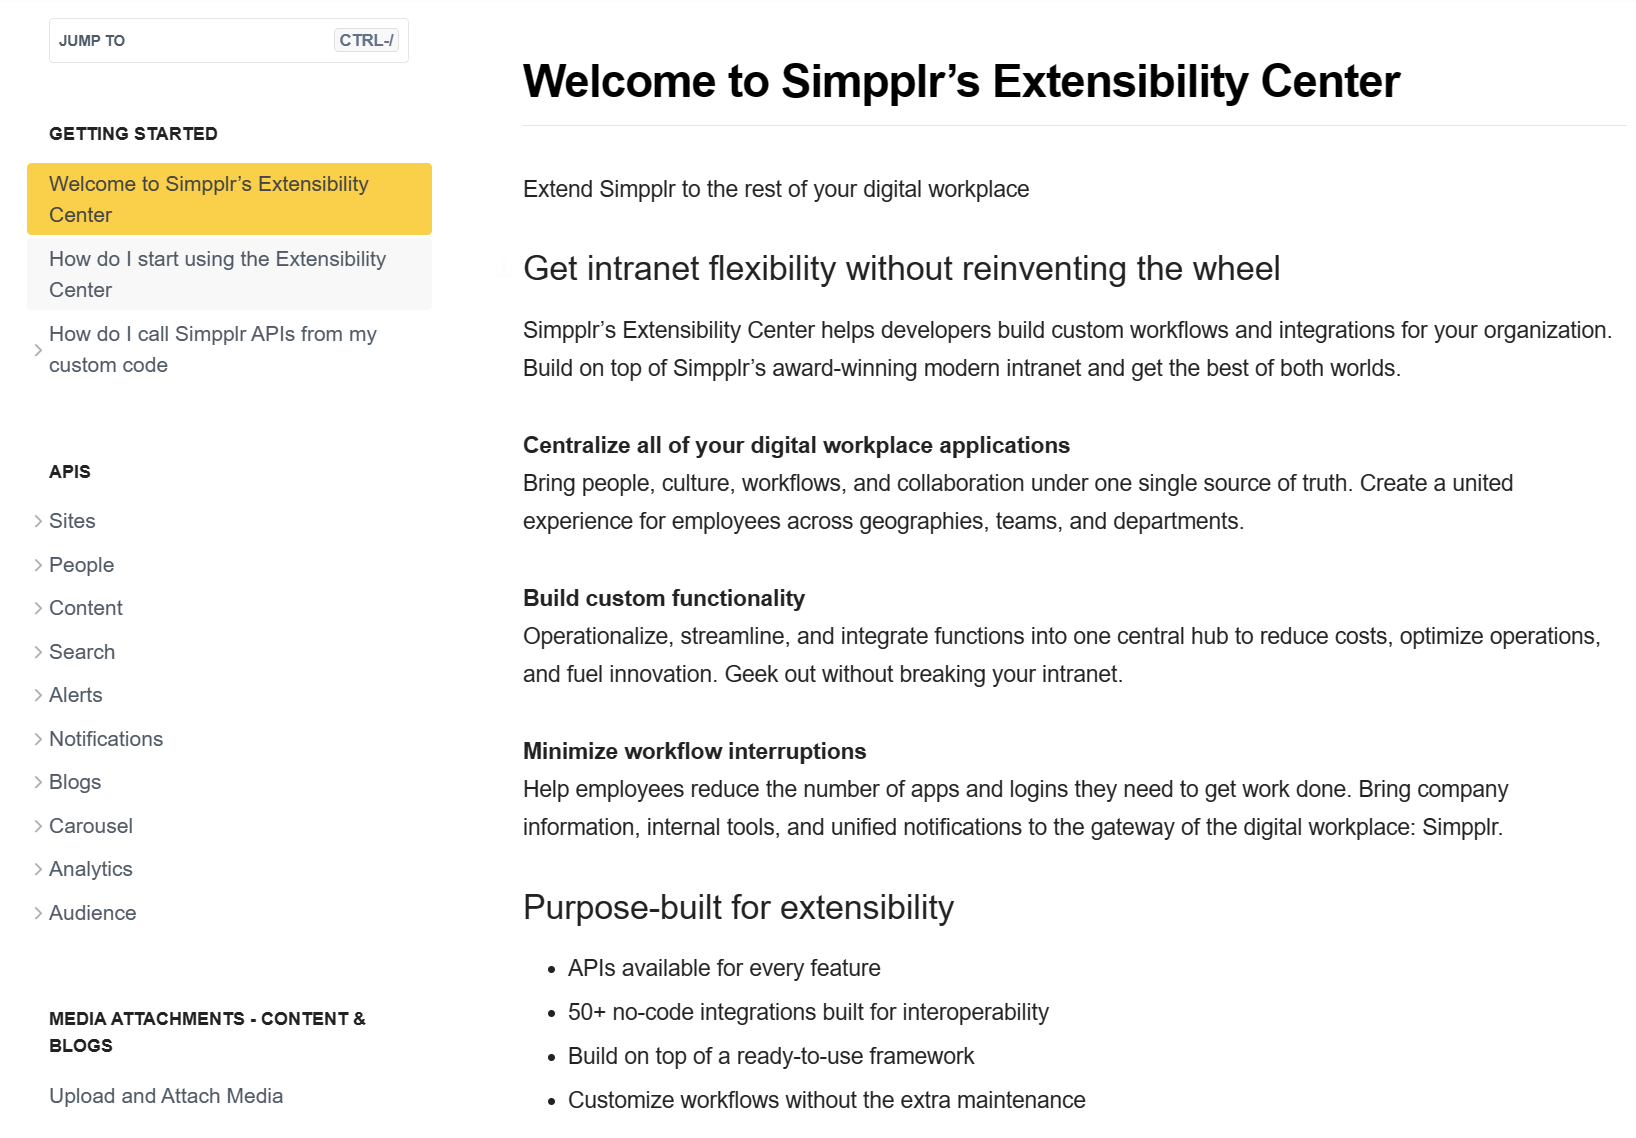 JUMP TO
CTRL-/
GETTING STARTED
Welcome to Simpplr’s Extensibility
Center
How do I start using the Extensibility
Center
How do I call Simpplr APIs from my
custom code
APIS
Sites
People
Content
Search
Alerts
Notifications
Blogs
Carousel
Analytics
Audience
MEDIA ATTACHMENTS - CONTENT &
BLOGS
Upload and Attach Media
Welcome to Simpplr’s Extensibility Center
Extend Simpplr to the rest of your digital workplace
Get intranet flexibility without reinventing the wheel
Simpplr’s Extensibility Center helps developers build custom workflows and integrations for your organization.
Build on top of Simpplr’s award-winning modern intranet and get the best of both worlds.
Centralize all of your digital workplace applications
Bring people, culture, workflows, and collaboration under one single source of truth. Create a united
experience for employees across geographies, teams, and departments.
Build custom functionality
Operationalize, streamline, and integrate functions into one central hub to reduce costs, optimize operations,
and fuel innovation. Geek out without breaking your intranet.
Minimize workflow interruptions
Help employees reduce the number of apps and logins they need to get work done. Bring company
information, internal tools, and unified notifications to the gateway of the digital workplace: Simpplr.
Purpose-built for extensibility
• APIs available for every feature
• 50+ no-code integrations built for interoperability
• Build on top of a ready-to-use framework
• Customize workflows without the extra maintenance